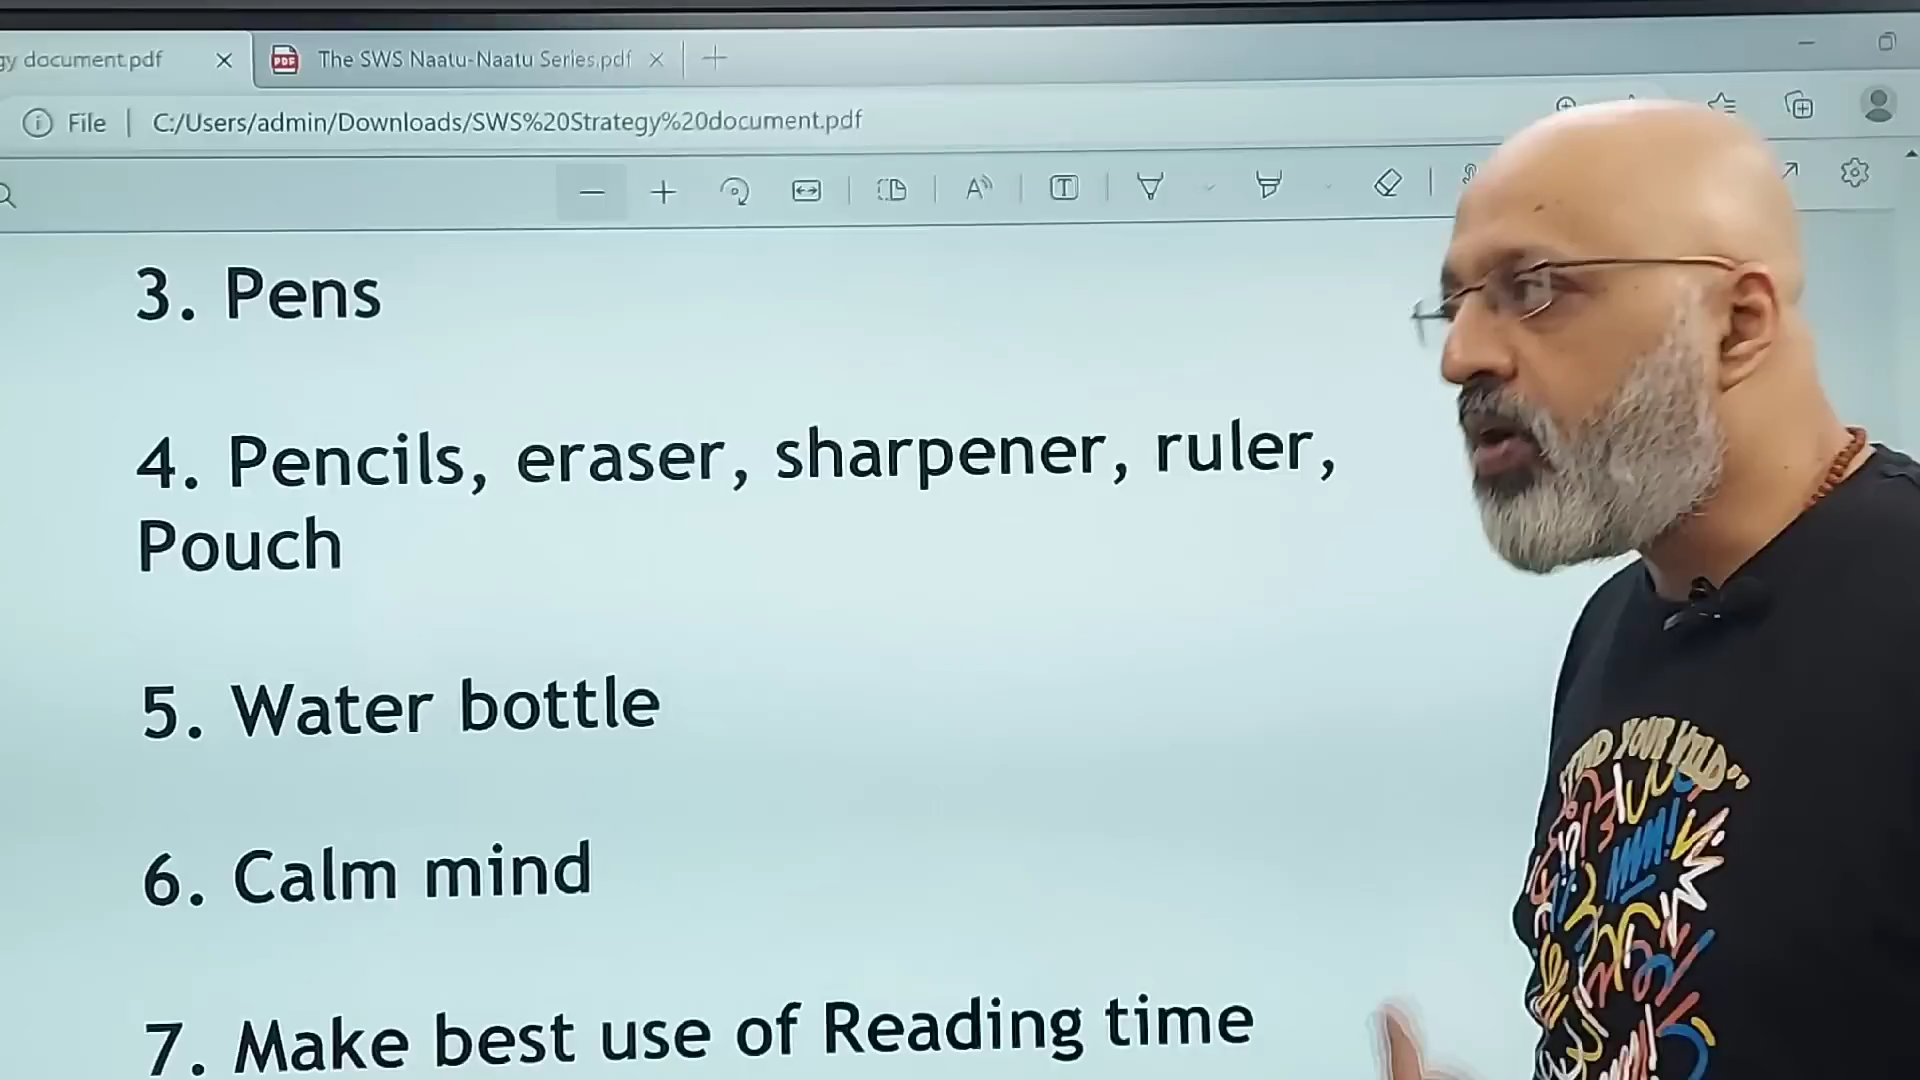 gy document.pdf
The SWS Naatu-Naatu Series.pdf
File
C:/Users/admin/Downloads/SWS%20Strategy%20document.pdf
3. Pens
4. Pencils, eraser, sharpener, ruler,
Pouch
5. Water bottle
6. Calm mind
7. Make best use of Reading time
YOUR WILD